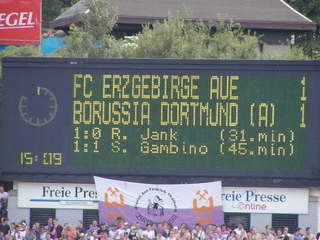 EGEL
FC ERZGEBIRGE AUE 1
BORUSSIA DORTMUND (A) 1
1:0 R. Jank (31.min)
1:1 S. Gambino (45.min)
15:09
Freie Presse
Freie Presse
online